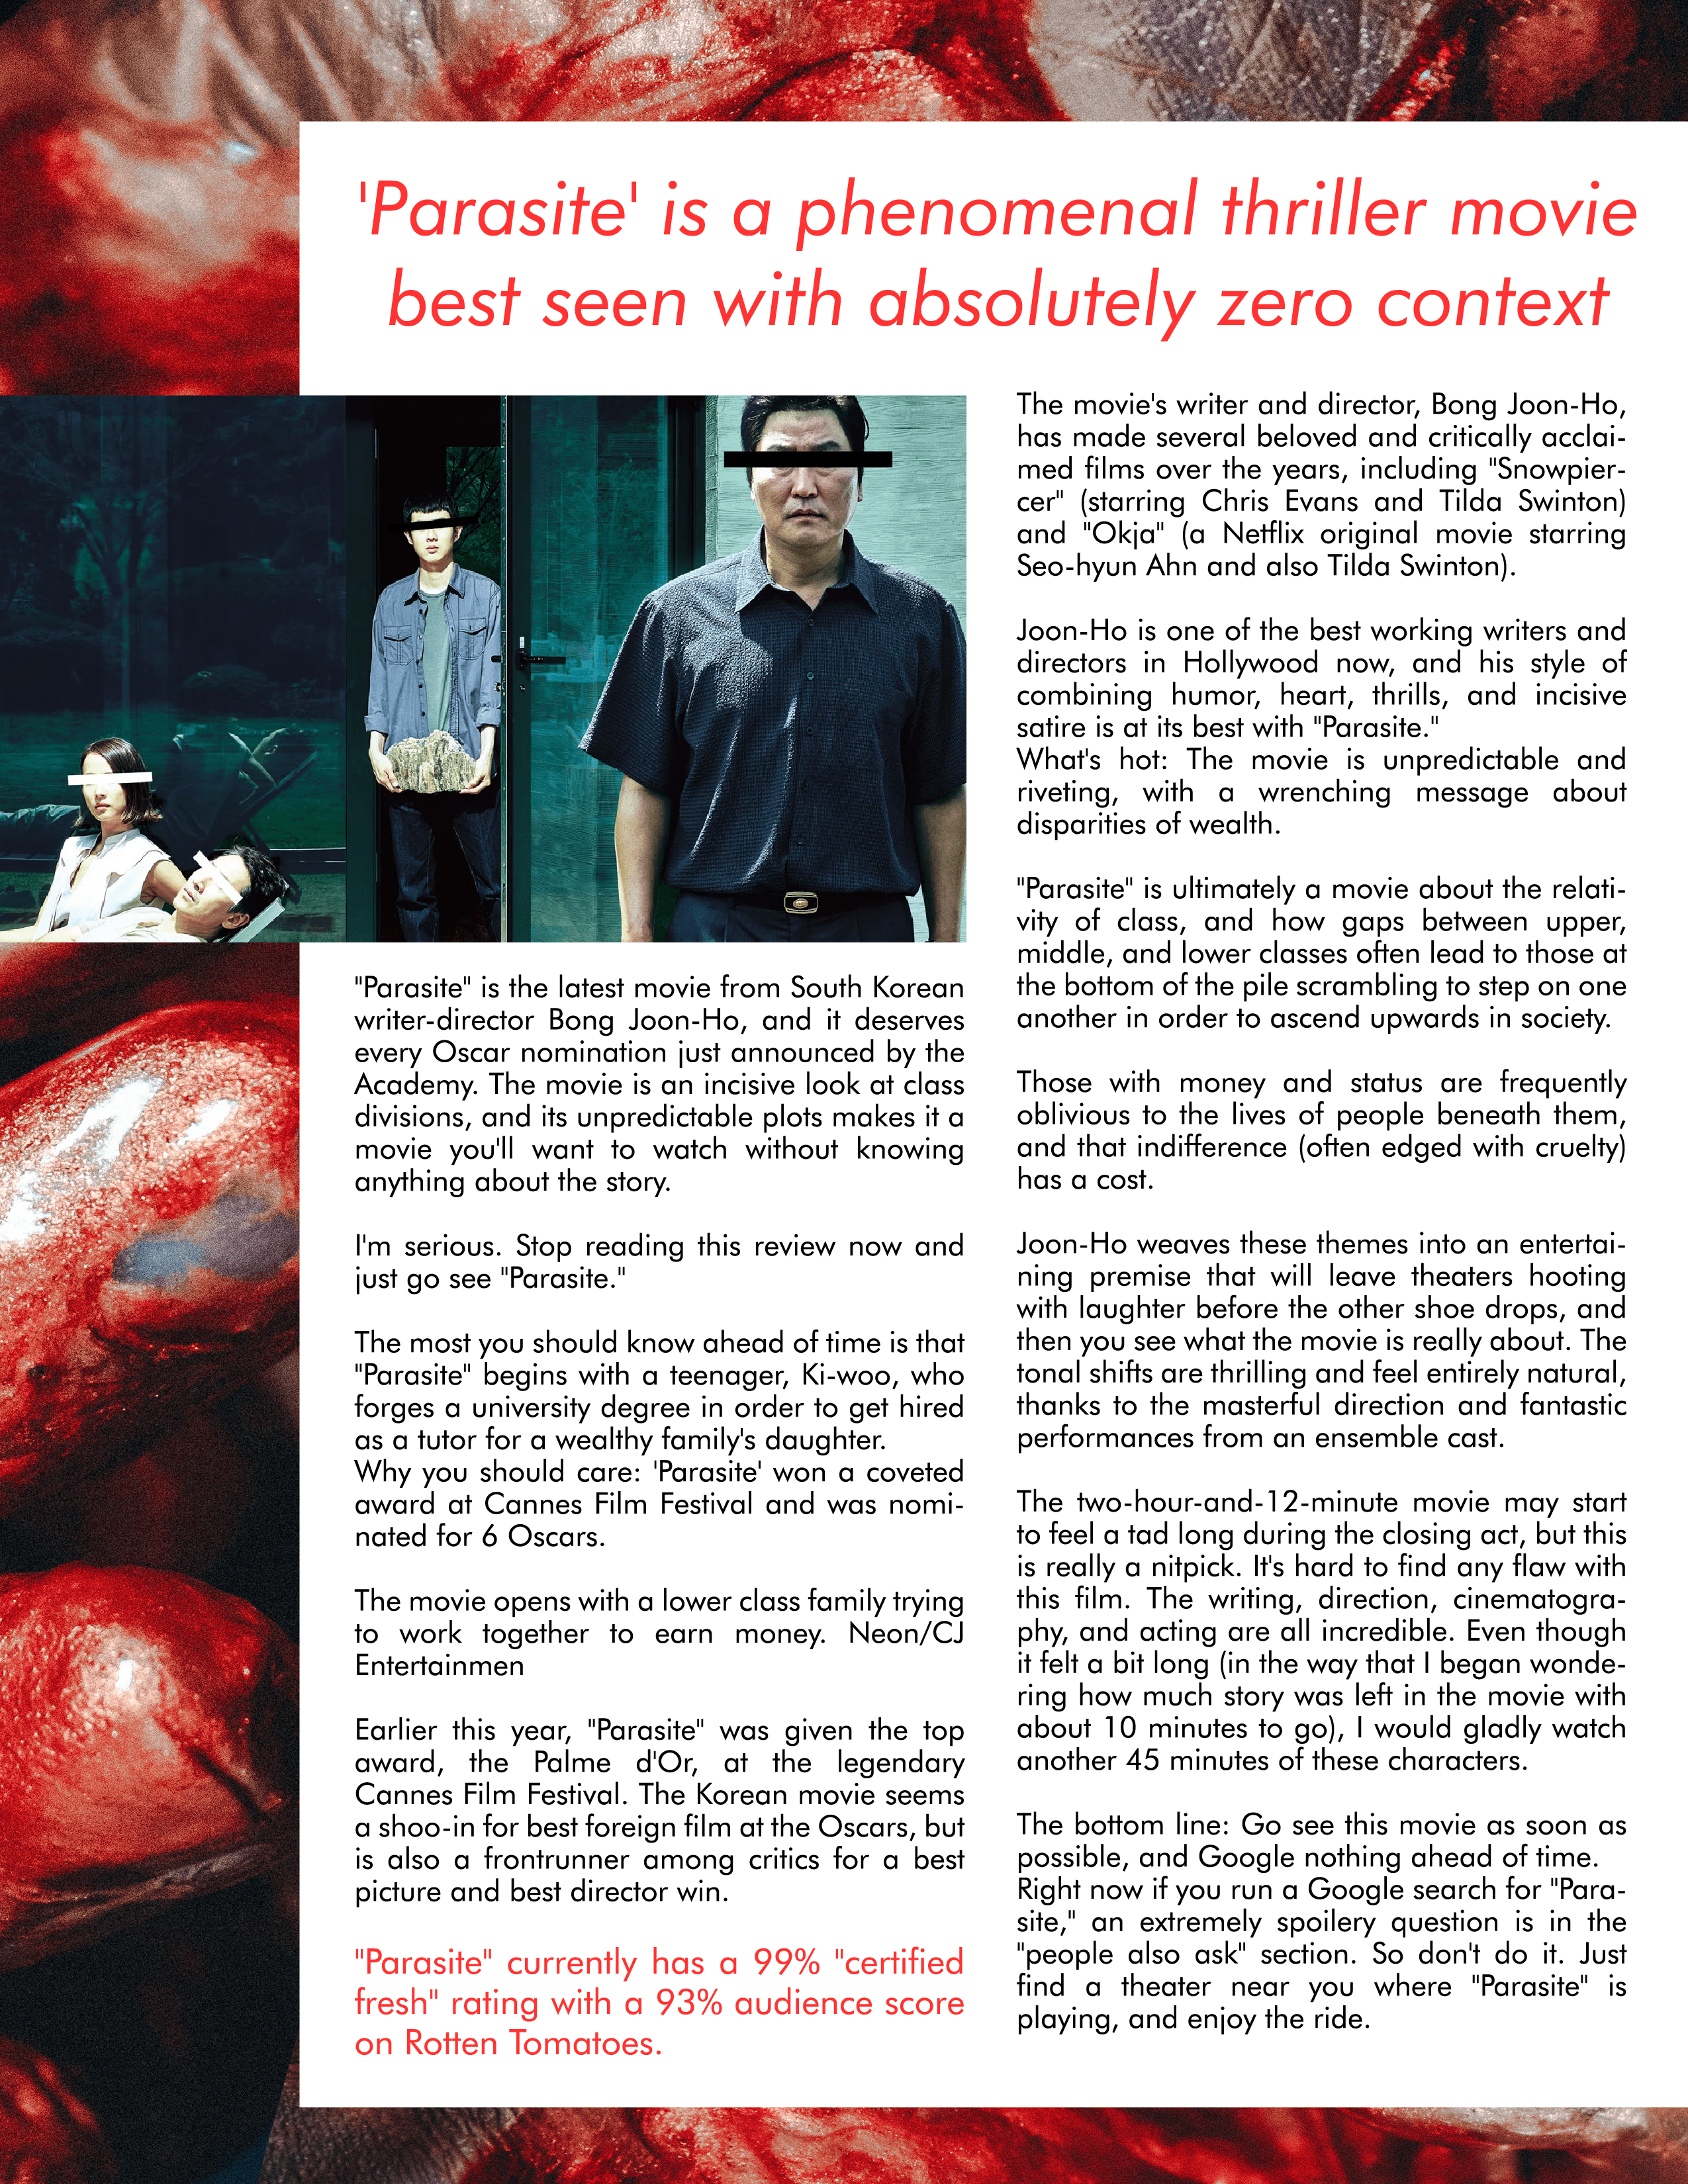 'Parasite' is a phenomenal thriller movie
best seen with absolutely zero context
"Parasite" is the latest movie from South Korean
writer-director Bong Joon-Ho, and it deserves
every Oscar nomination just announced by the
Academy. The movie is an incisive look at class
divisions, and its unpredictable plots makes it a
movie you'll want to watch without knowing
anything about the story.
I'm serious. Stop reading this review now and
just go see "Parasite."
The most you should know ahead of time is that
"Parasite" begins with a teenager, Ki-woo, who
forges a university degree in order to get hired
as a tutor for a wealthy family's daughter.
Why you should care: 'Parasite' won a coveted
award at Cannes Film Festival and was nomi-
nated for 6 Oscars.
The movie opens with a lower class family trying
to work together to earn money. Neon/CJ
Entertainmen
Earlier this year, "Parasite" was given the top
award, the Palme d'Or, at the legendary
Cannes Film Festival. The Korean movie seems
a shoo-in for best foreign film at the Oscars, but
is also a frontrunner among critics for a best
picture and best director win.
"Parasite" currently has a 99% "certified
fresh" rating with a 93% audience score
on Rotten Tomatoes.
The movie's writer and director, Bong Joon-Ho,
has made several beloved and critically acclai-
med films over the years, including "Snowpier-
cer" (starring Chris Evans and Tilda Swinton)
and "Okja" (a Netflix original movie starring
Seo-hyun Ahn and also Tilda Swinton).
Joon-Ho is one of the best working writers and
directors in Hollywood now, and his style of
combining humor, heart, thrills, and incisive
satire is at its best with "Parasite."
What's hot: The movie is unpredictable and
riveting, with a wrenching message about
disparities of wealth.
"Parasite" is ultimately a movie about the relati-
vity of class, and how gaps between upper,
middle, and lower classes often lead to those at
the bottom of the pile scrambling to step on one
another in order to ascend upwards in society.
Those with money and status are frequently
oblivious to the lives of people beneath them,
and that indifference (often edged with cruelty)
has a cost.
Joon-Ho weaves these themes into an entertai-
ning premise that will leave theaters hooting
with laughter before the other shoe drops, and
then you see what the movie is really about. The
tonal shifts are thrilling and feel entirely natural,
thanks to the masterful direction and fantastic
performances from an ensemble cast.
The two-hour-and-12-minute movie may start
to feel a tad long during the closing act, but this
is really a nitpick. It's hard to find any flaw with
this film. The writing, direction, cinematogra-
phy, and acting are all incredible. Even though
it felt a bit long (in the way that I began wonde-
ring how much story was left in the movie with
about 10 minutes to go), I would gladly watch
another 45 minutes of these characters.
The bottom line: Go see this movie as soon as
possible, and Google nothing ahead of time.
Right now if you run a Google search for "Para-
site," an extremely spoilery question is in the
"people also ask" section. So don't do it. Just
find a theater near you where "Parasite" is
playing, and enjoy the ride.